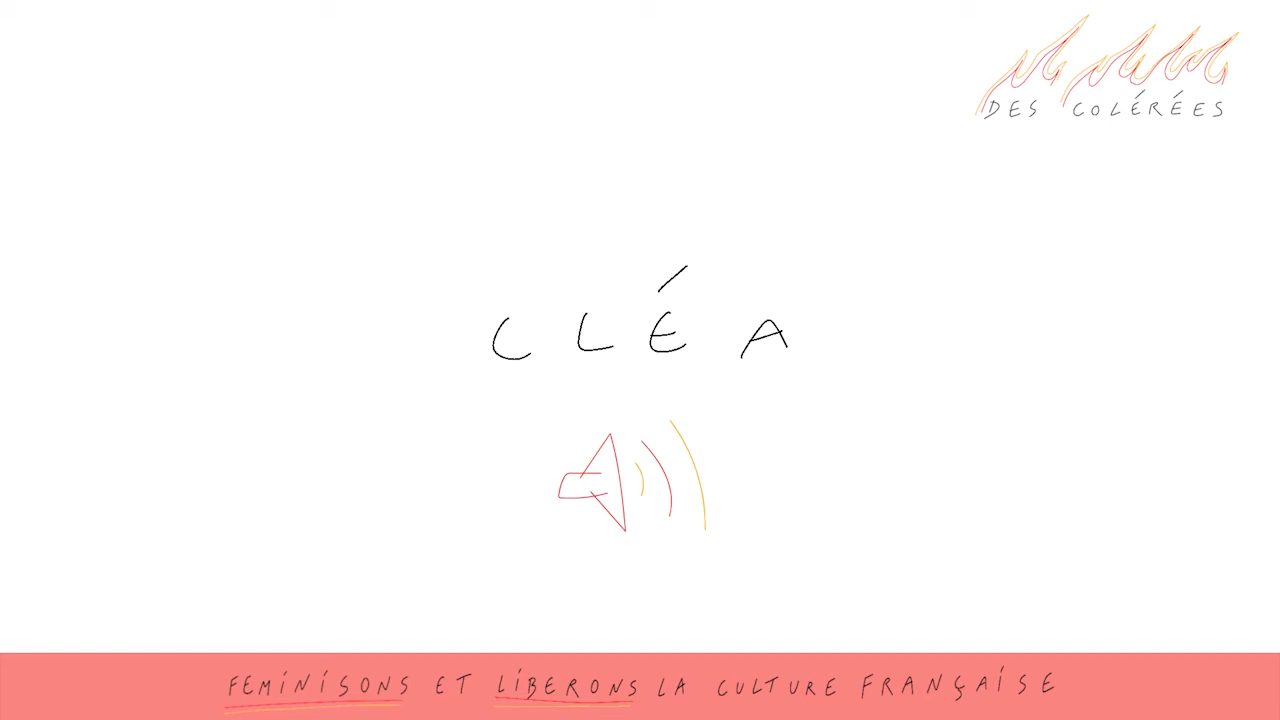 DES COLÉRÉES
CLÉA
FEMINISONS ET LIBERONS LA CULTURE FRANÇAISE